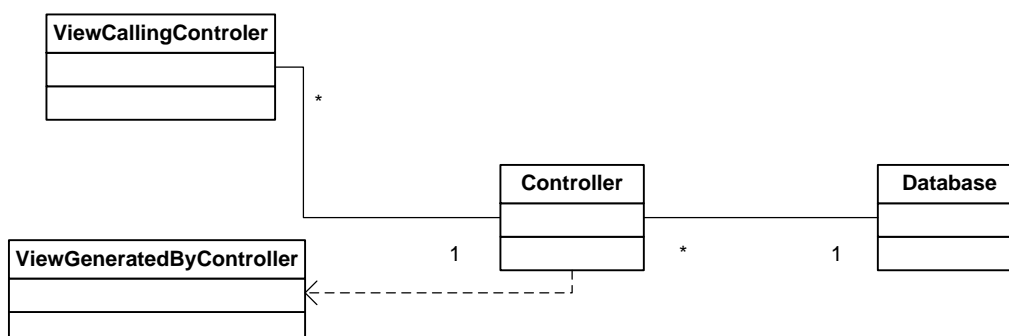 ViewCallingControler
*
Controller
Database
ViewGeneratedByController
1
*
1